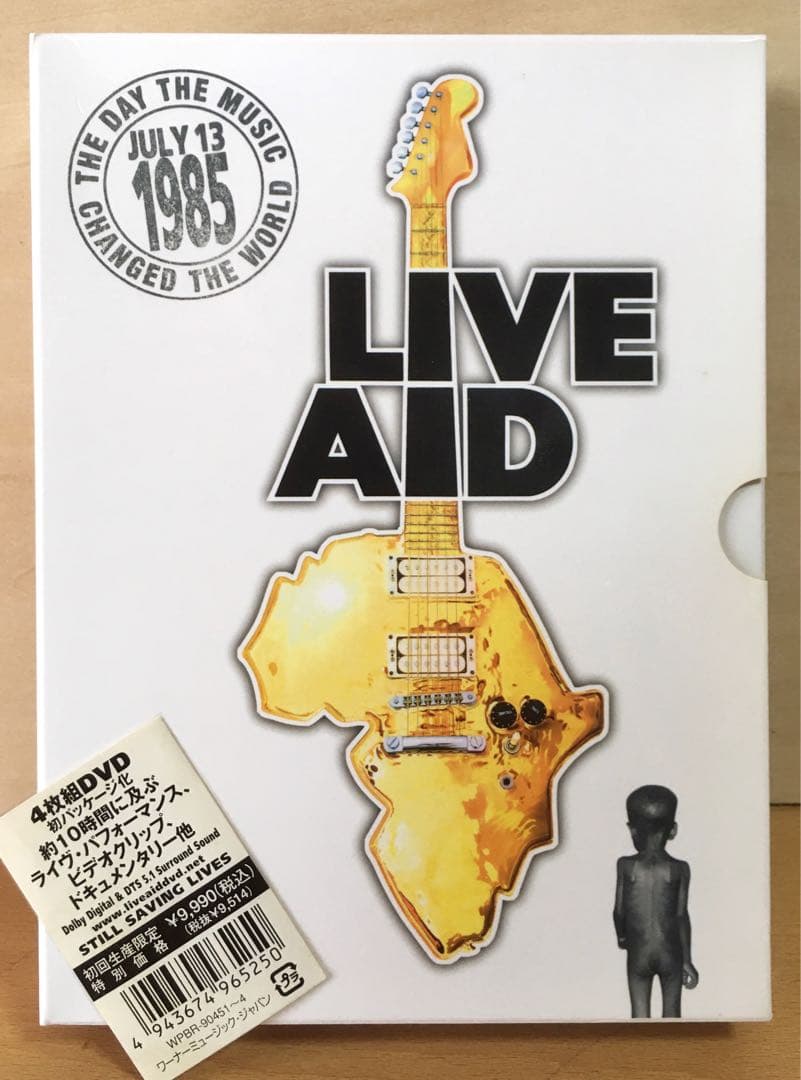 THE DAY THE MUSIC
JULY 13
1985
CHANGED THE WORLD
LIVE
AID
4枚組DVD
初パッケージ化
約10時間に及ぶ
ライヴ・パフォーマンス、
ビデオクリップ、
ドキュメンタリー他
Dolby Digital & DTS 5.1 Surround Sound
www.liveaiddvd.net
STILL SAVING LIVES
初回生産限定
特別価格
¥9,990(税込)
(税抜¥9,514)
4 943674 965250
プラ
WPBR-90451~4
ワーナーミュージック・ジャパン